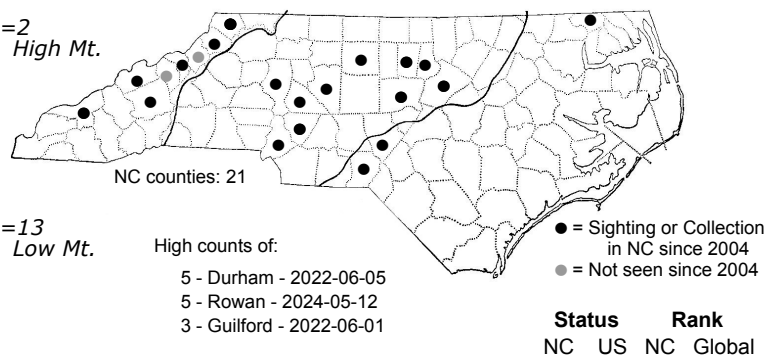 =2
High Mt.
NC counties: 21
=13
Low Mt.
High counts of:
5 - Durham - 2022-06-05
5 - Rowan - 2024-05-12
3 - Guilford - 2022-06-01
● = Sighting or Collection
in NC since 2004
● = Not seen since 2004
Status Rank
NC US NC Global